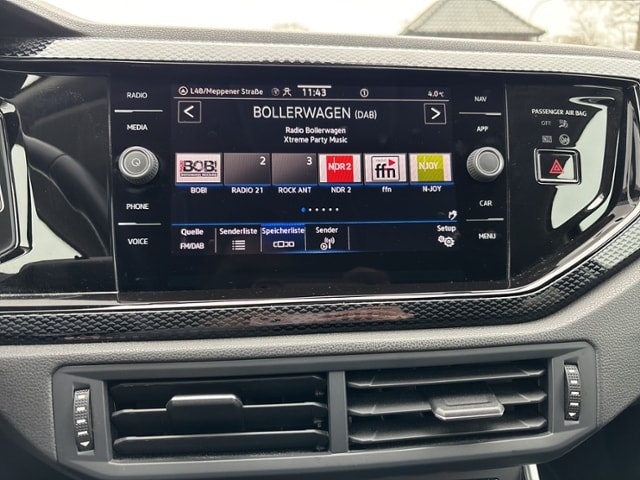 RADIO
MEDIA
PHONE
VOICE
L48/Meppener Straße
11:43
4.0°C
BOLLERWAGEN (DAB)
Radio Bollerwagen
Xtreme Party Music
BOB!
2
3
NDR 2
ffn
N-JOY
BOB!
RADIO 21
ROCK ANT
NDR 2
ffn
N-JOY
Quelle
FM/DAB
Senderliste
Speicherliste
Sender
Setup
NAV
APP
CAR
MENU
PASSENGER AIR BAG
OFF